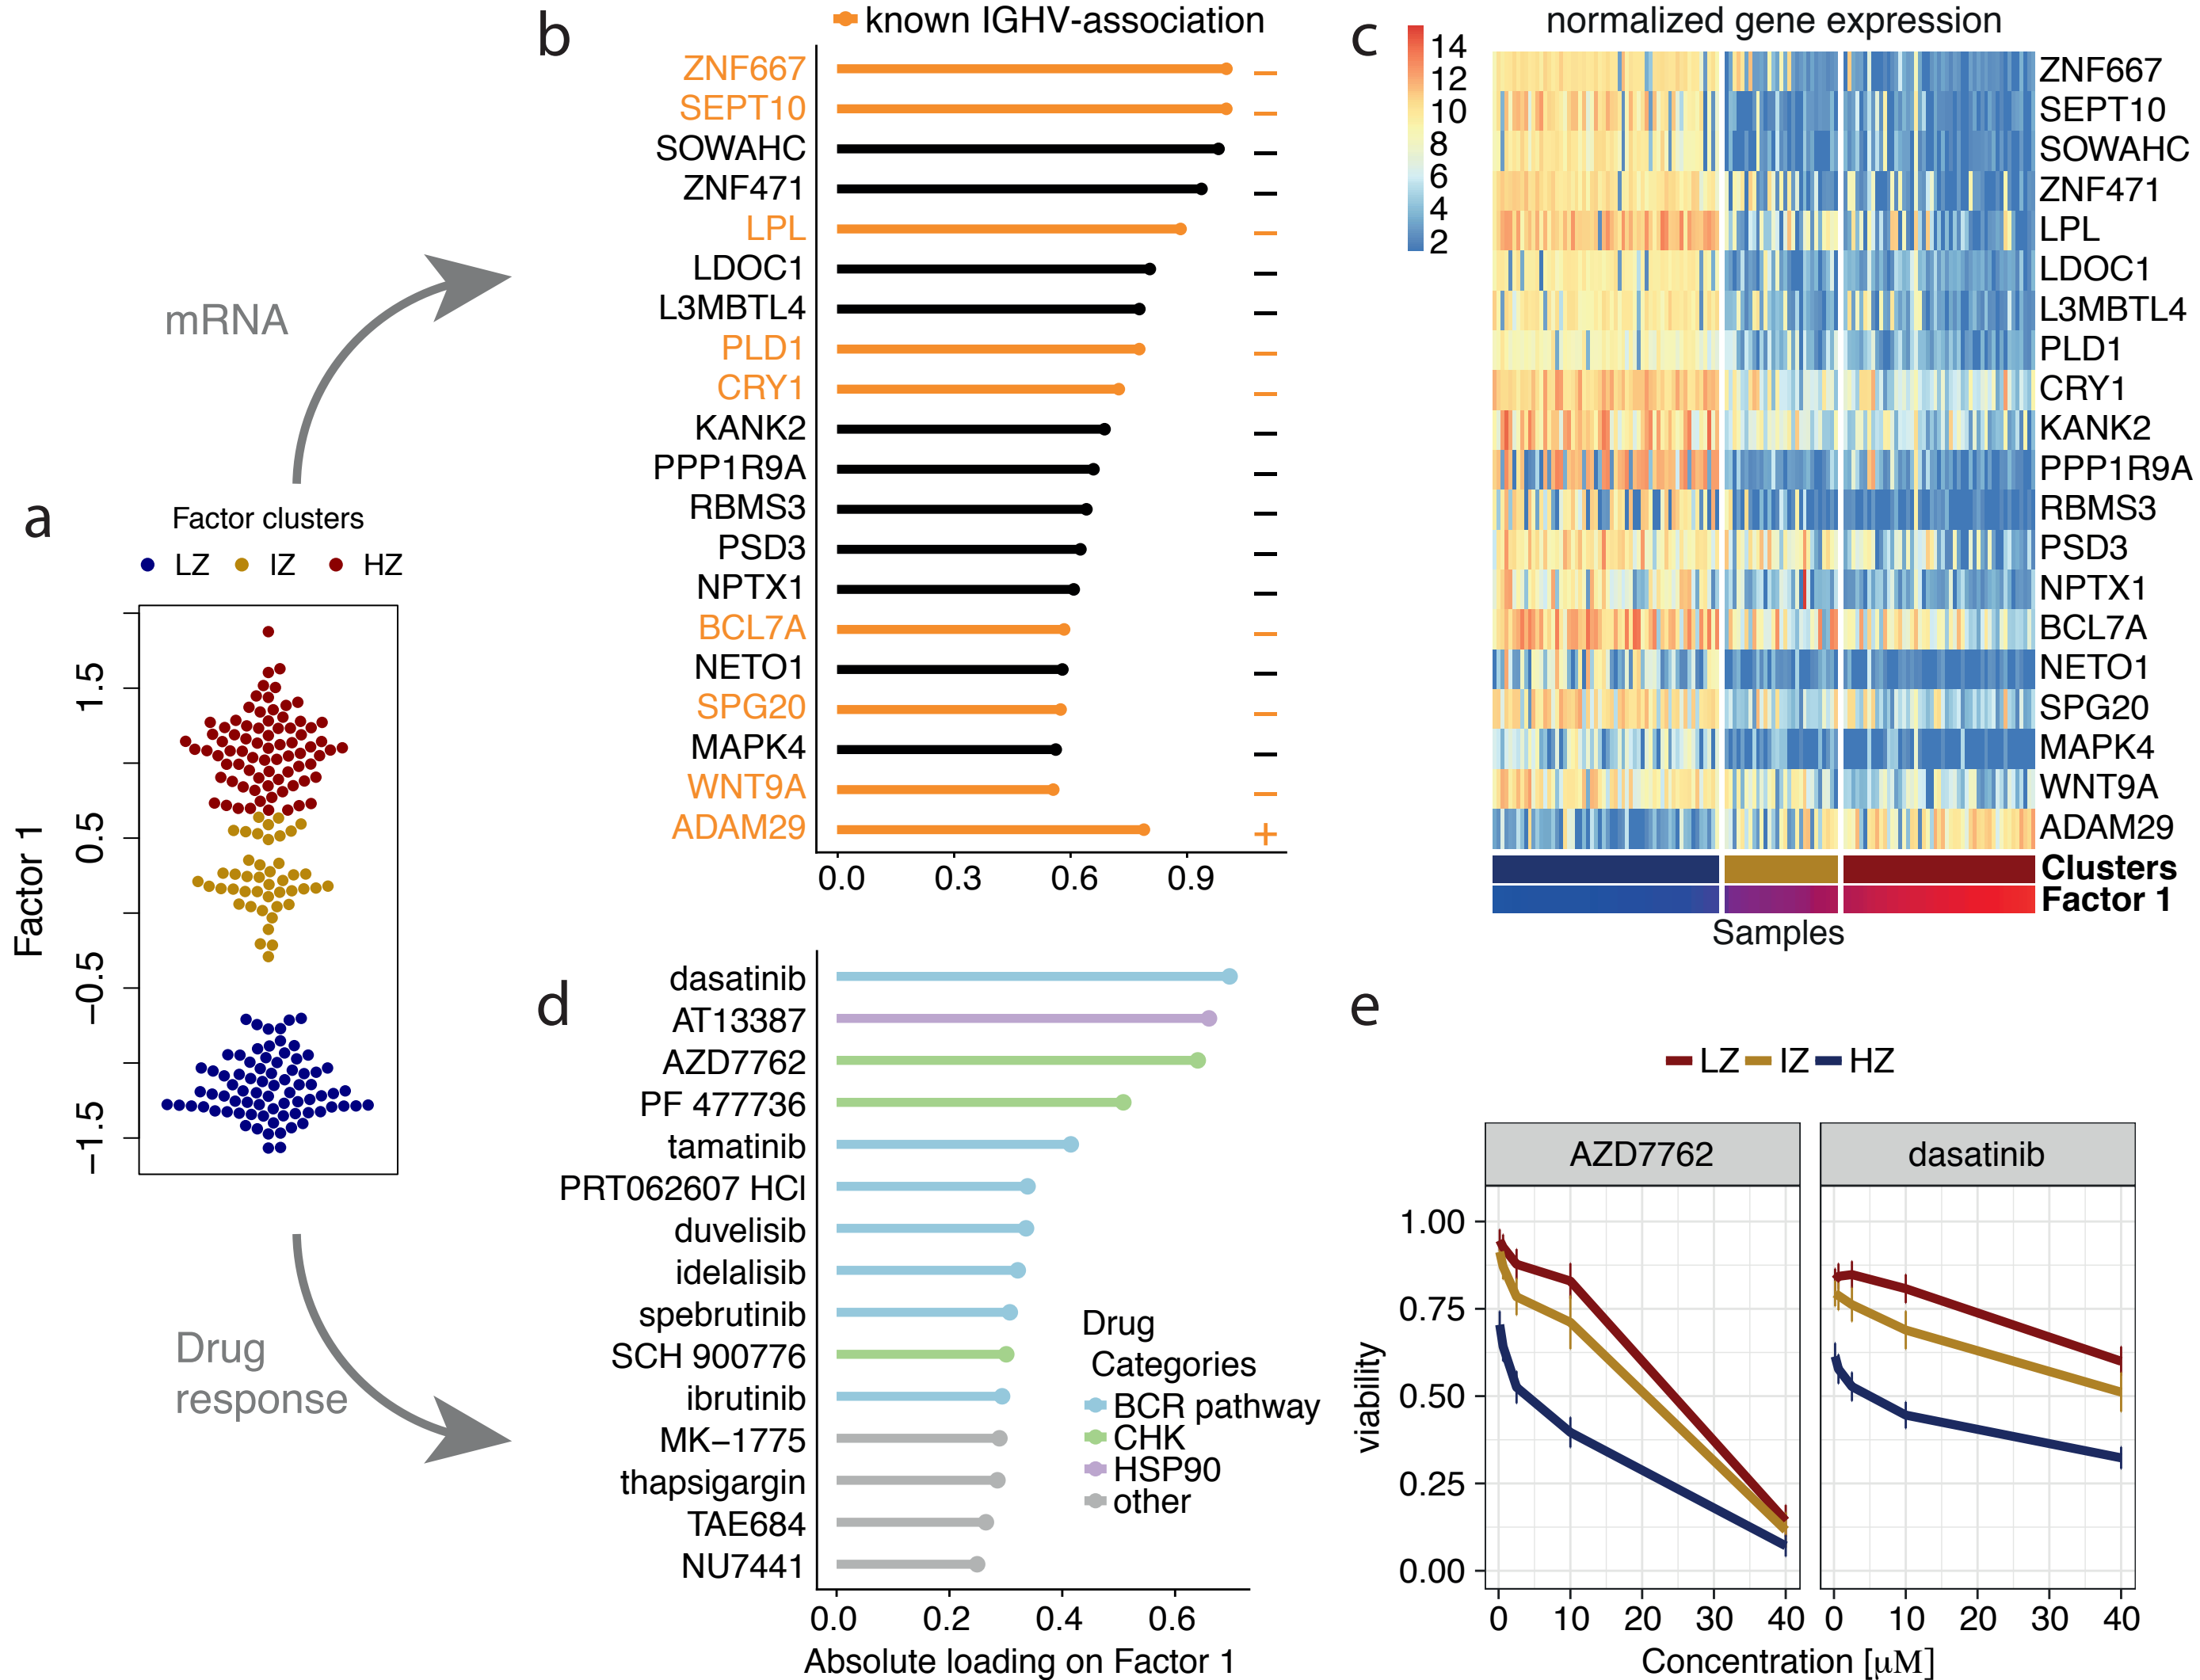 a
Factor clusters
LZ IZ HZ
Factor 1
1.5
0.5
−0.5
−1.5
mRNA
Drug
response
b
known IGHV-association
ZNF667 −
SEPT10 −
SOWAHC −
ZNF471 −
LPL −
LDOC1 −
L3MBTL4 −
PLD1 −
CRY1 −
KANK2 −
PPP1R9A −
RBMS3 −
PSD3 −
NPTX1 −
BCL7A −
NETO1 −
SPG20 −
MAPK4 −
WNT9A −
ADAM29 +
0.0 0.3 0.6 0.9
c
normalized gene expression
14
12
10
8
6
4
2
ZNF667
SEPT10
SOWAHC
ZNF471
LPL
LDOC1
L3MBTL4
PLD1
CRY1
KANK2
PPP1R9A
RBMS3
PSD3
NPTX1
BCL7A
NETO1
SPG20
MAPK4
WNT9A
ADAM29
Clusters
Factor 1
Samples
d
dasatinib
AT13387
AZD7762
PF 477736
tamatinib
PRT062607 HCl
duvelisib
idelalisib
spebrutinib
SCH 900776
ibrutinib
MK−1775
thapsigargin
TAE684
NU7441
Drug
Categories
BCR pathway
CHK
HSP90
other
0.0 0.2 0.4 0.6
Absolute loading on Factor 1
e
LZ IZ HZ
AZD7762 dasatinib
viability
1.00
0.75
0.50
0.25
0.00
0 10 20 30 40 0 10 20 30 40
Concentration [μM]